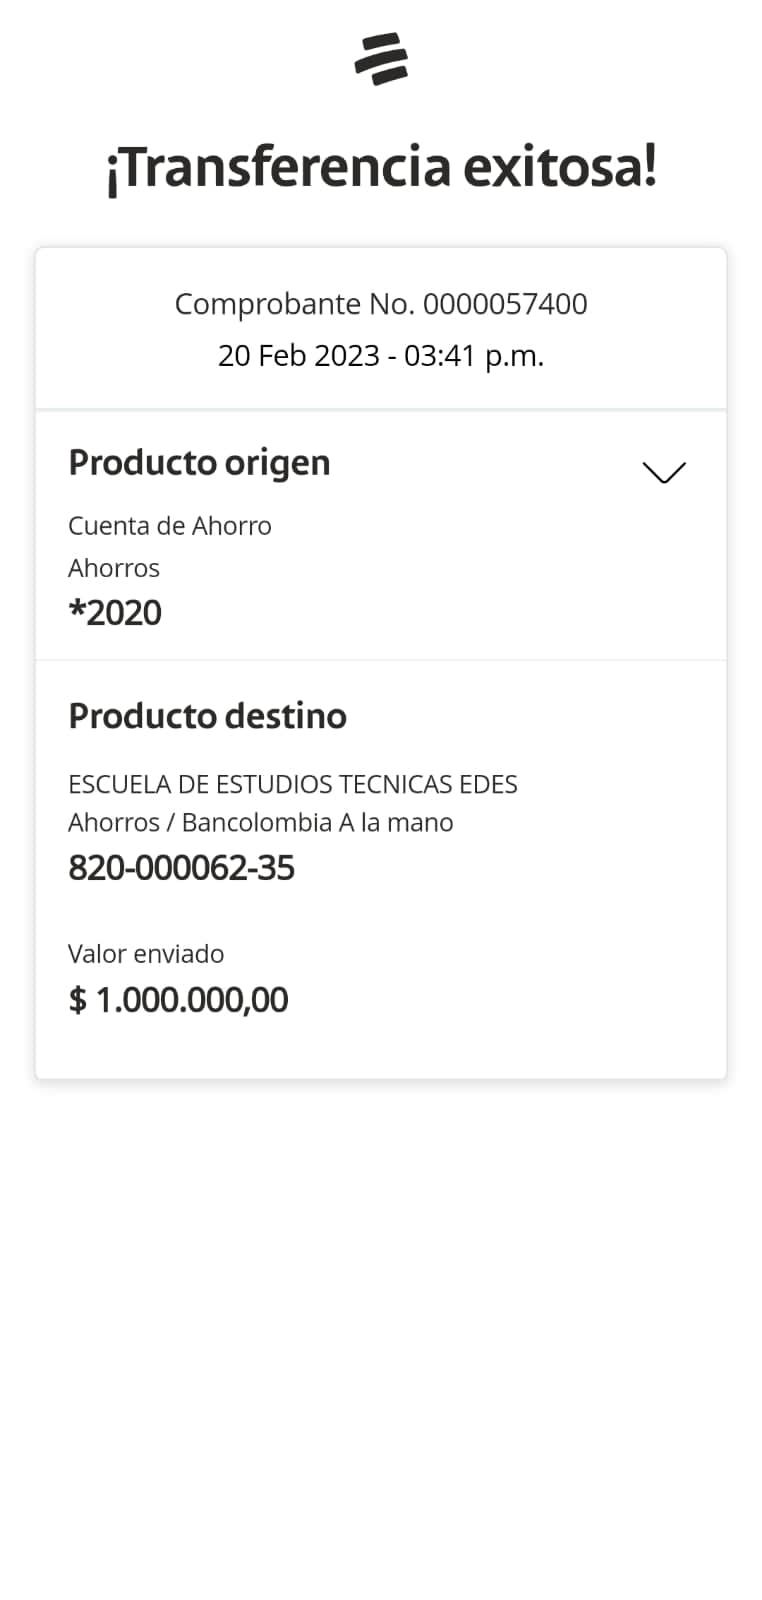 ¡Transferencia exitosa!
Comprobante No. 0000057400
20 Feb 2023 - 03:41 p.m.
Producto origen
Cuenta de Ahorro
Ahorros
*2020
Producto destino
ESCUELA DE ESTUDIOS TECNICAS EDES
Ahorros / Bancolombia A la mano
820-000062-35
Valor enviado
$ 1.000.000,00